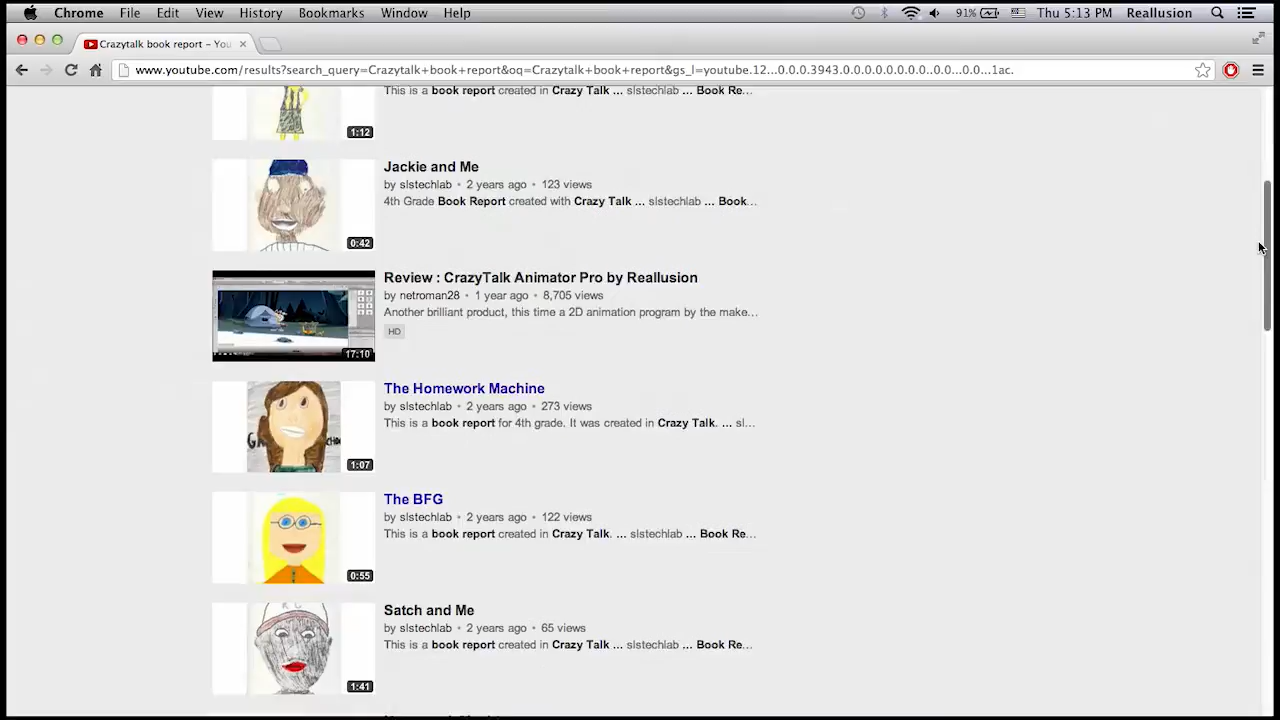 Chrome File Edit View History Bookmarks Window Help 91% Thu 5:13 PM Reallusion
Crazytalk book report – You
www.youtube.com/results?search_query=Crazytalk+book+report&oq=Crazytalk+book+report&gs_l=youtube.12...0.0.0.3943.0.0.0.0.0.0.0.0..0.0...0.0...1ac.
This is a book report created in Crazy Talk ... slstechlab ... Book Re...
1:12
Jackie and Me
by slstechlab • 2 years ago • 123 views
4th Grade Book Report created with Crazy Talk ... slstechlab ... Book...
0:42
Review : CrazyTalk Animator Pro by Reallusion
by netroman28 • 1 year ago • 8,705 views
Another brilliant product, this time a 2D animation program by the make...
HD
17:10
The Homework Machine
by slstechlab • 2 years ago • 273 views
This is a book report for 4th grade. It was created in Crazy Talk. ... sl...
1:07
The BFG
by slstechlab • 2 years ago • 122 views
This is a book report created in Crazy Talk. ... slstechlab ... Book Re...
0:55
Satch and Me
by slstechlab • 2 years ago • 65 views
This is a book report created in Crazy Talk ... slstechlab ... Book Re...
1:41